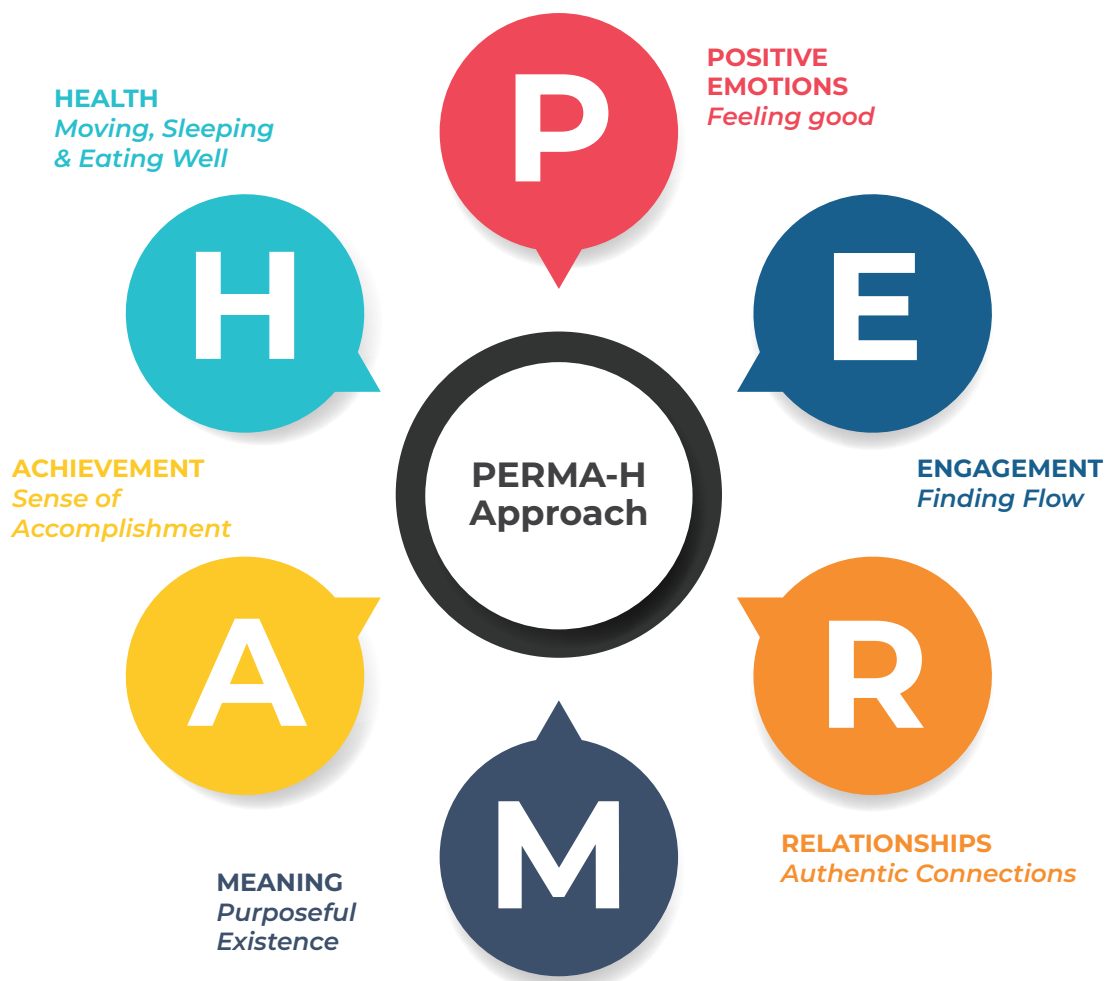 P
POSITIVE
EMOTIONS
Feeling good
HEALTH
Moving, Sleeping
& Eating Well
H
E
ENGAGEMENT
Finding Flow
PERMA-H
Approach
ACHIEVEMENT
Sense of
Accomplishment
A
R
RELATIONSHIPS
Authentic Connections
M
MEANING
Purposeful
Existence